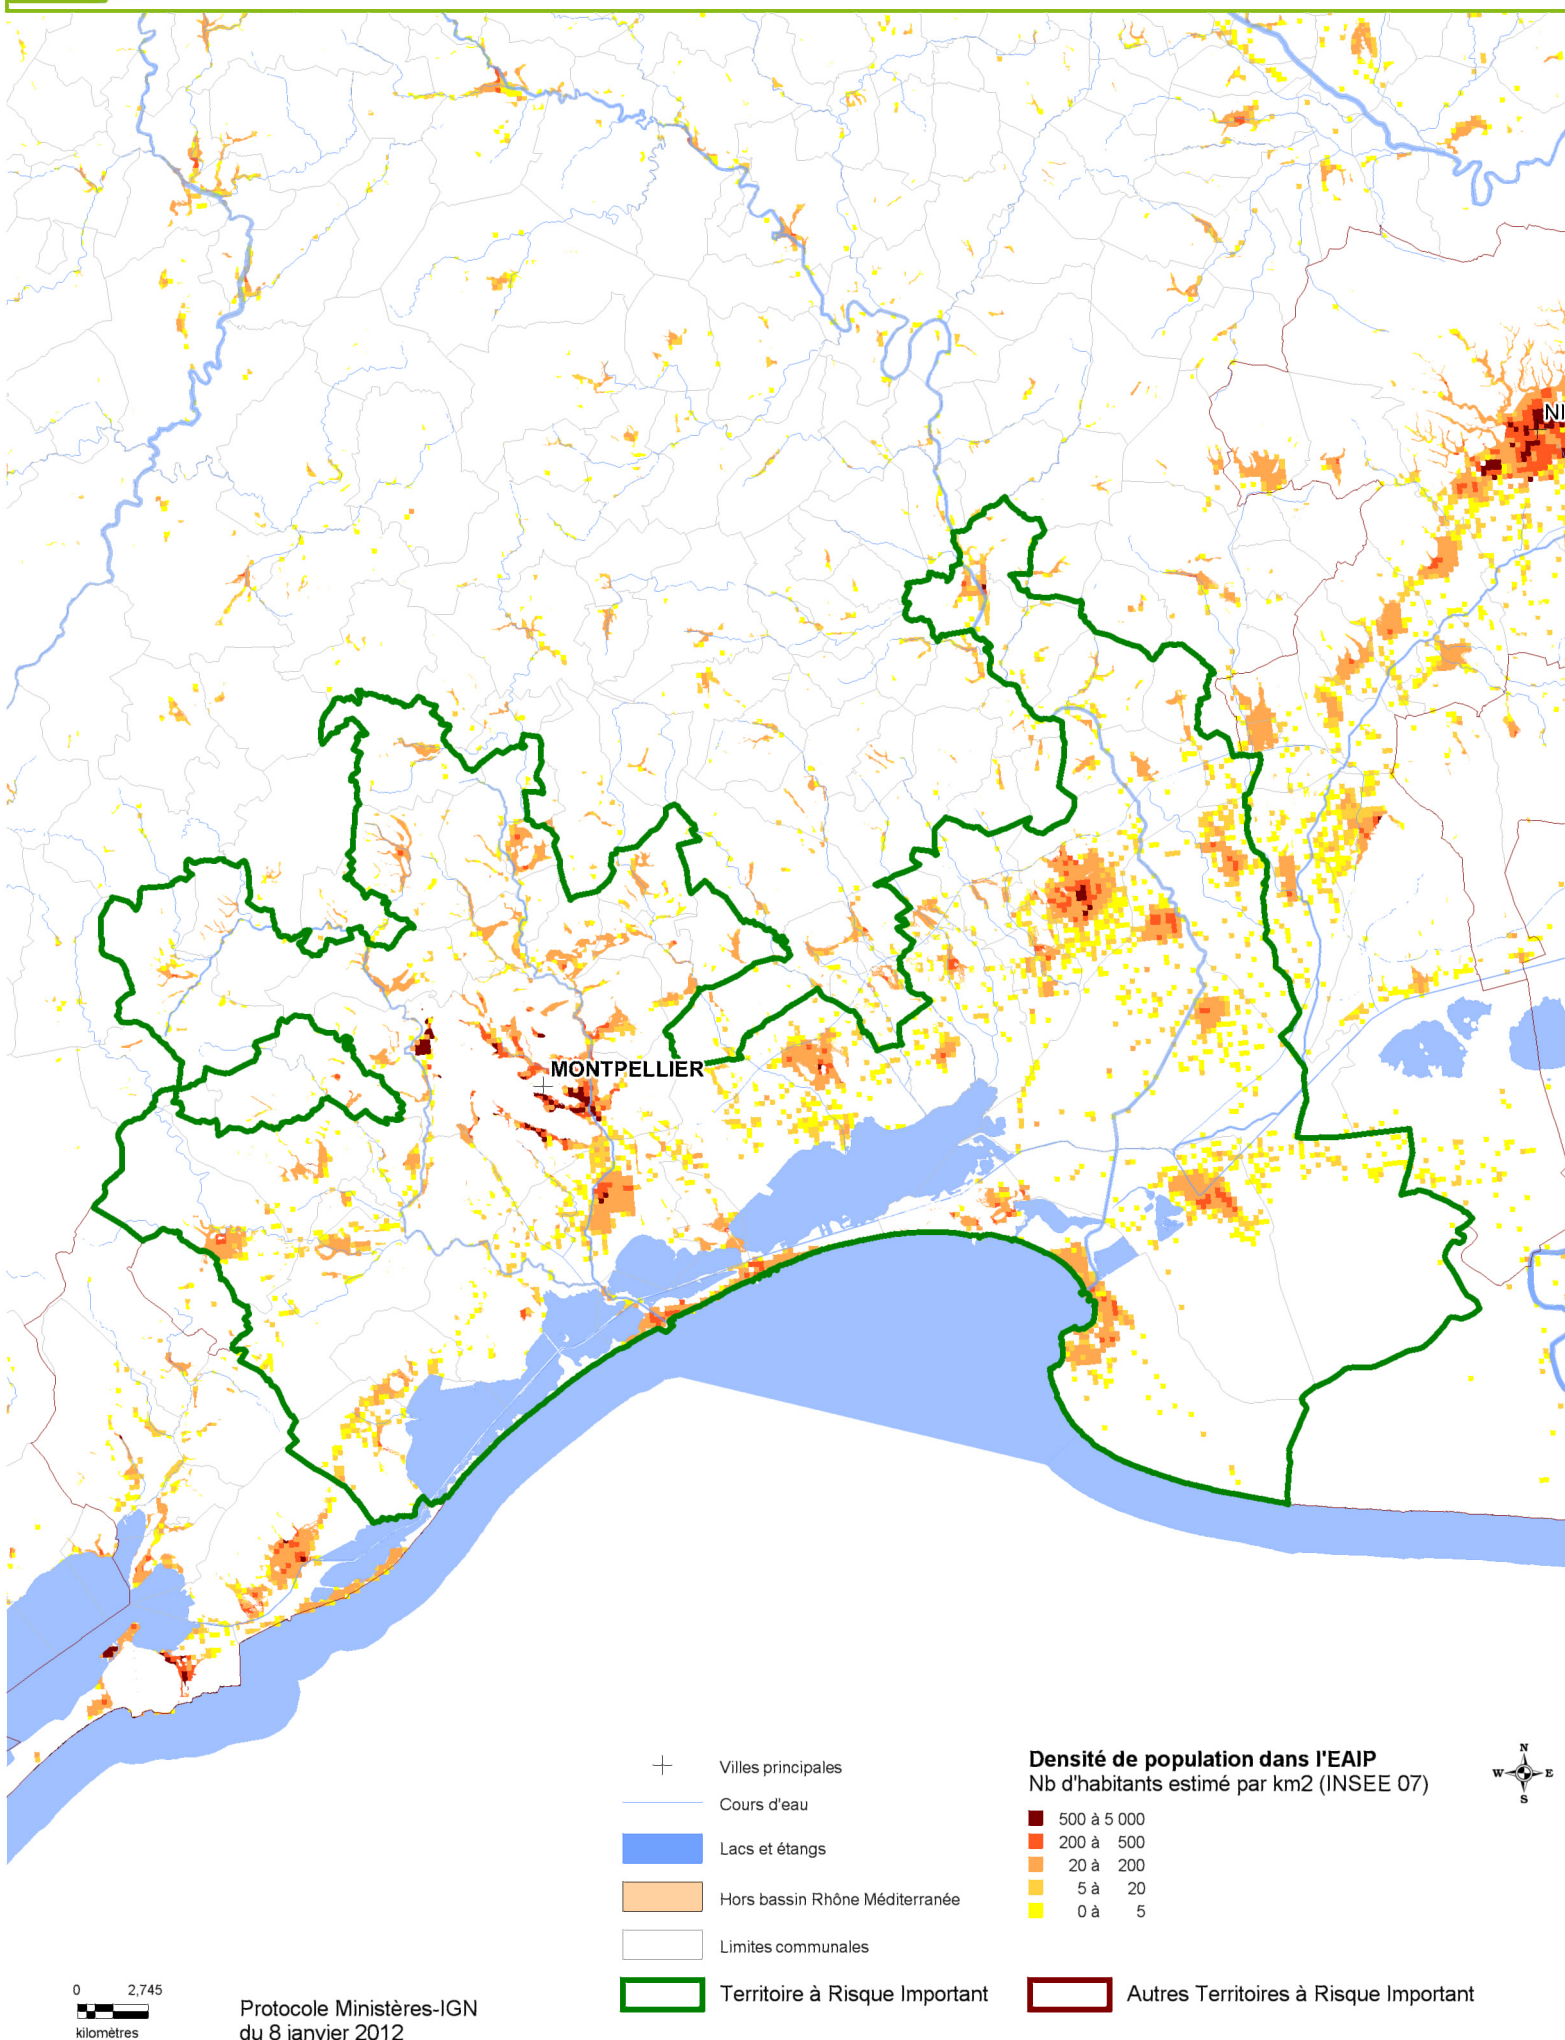 NI
MONTPELLIER
Villes principales
Cours d'eau
Lacs et étangs
Hors bassin Rhône Méditerranée
Limites communales
Territoire à Risque Important
Densité de population dans l'EAIP
Nb d'habitants estimé par km2 (INSEE 07)
500 à 5 000
200 à 500
20 à 200
5 à 20
0 à 5
Autres Territoires à Risque Important
N
W E
S
0 2,745
kilomètres
Protocole Ministères-IGN
du 8 janvier 2012